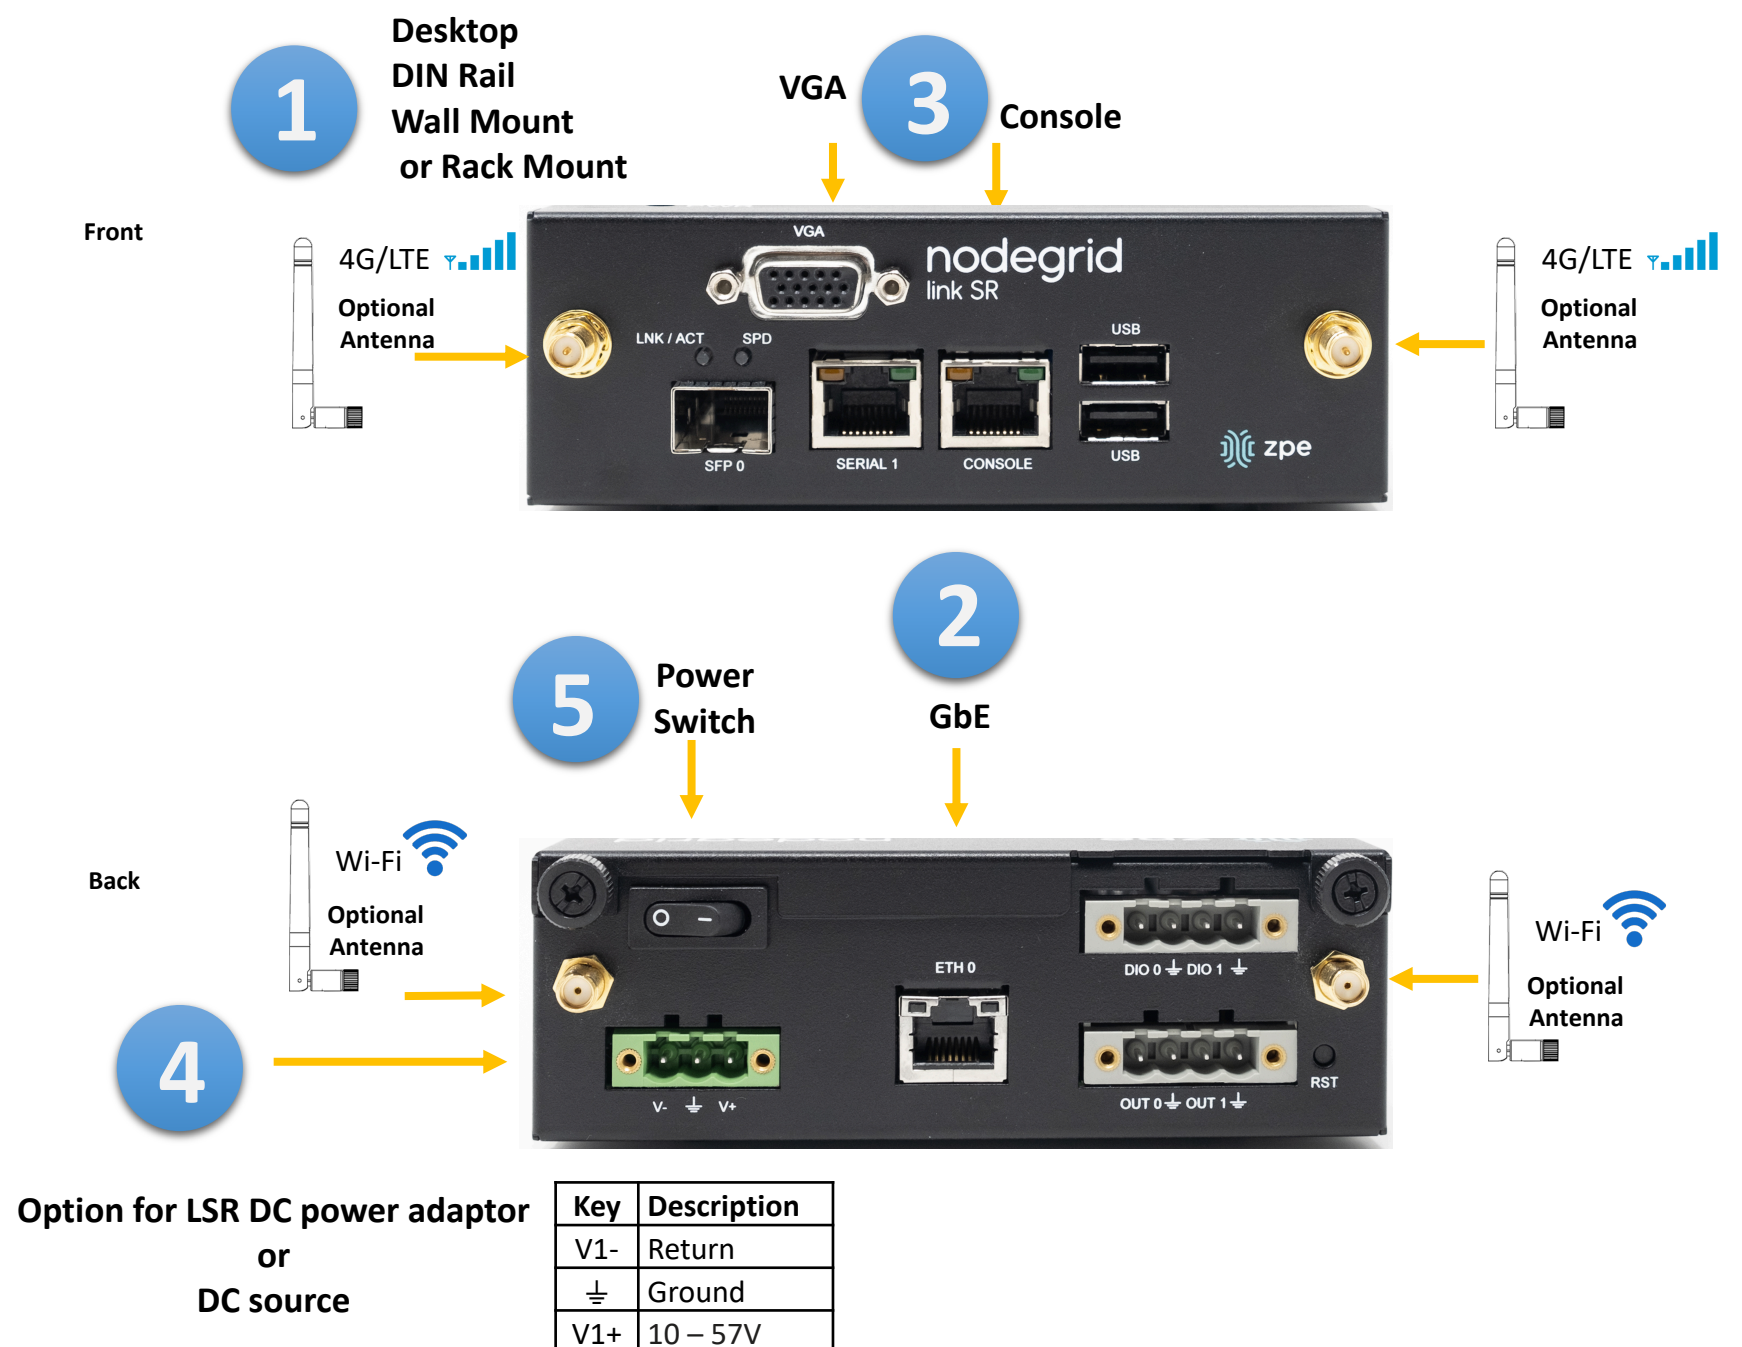 1
Desktop
DIN Rail
Wall Mount
or Rack Mount
VGA
3
Console
Front
4G/LTE
Optional
Antenna
4G/LTE
Optional
Antenna
VGA
nodegrid
link SR
LNK / ACT
SPD
USB
SFP 0
SERIAL 1
CONSOLE
USB
zpe
2
GbE
5
Power
Switch
Back
Wi-Fi
Optional
Antenna
Wi-Fi
Optional
Antenna
O –
ETH 0
DIO 0 ⏚ DIO 1 ⏚
4
V- ⏚ V+
OUT 0 ⏚ OUT 1 ⏚
RST
Option for LSR DC power adaptor
or
DC source
Key Description
V1- Return
⏚ Ground
V1+ 10 – 57V